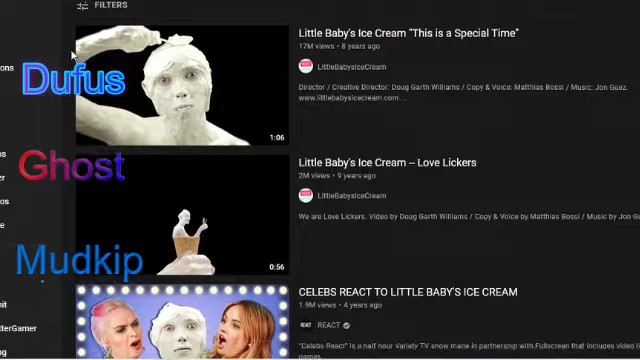 FILTERS
Little Baby's Ice Cream "This is a Special Time"
17M views • 8 years ago
LittleBabysIceCream
Director / Creative Director: Doug Garth Williams / Copy & Voice: Matthias Bossi / Music: Jon Guez.
www.littlebabysicecream.com ...
1:06
ons
Dufus
Little Baby's Ice Cream -- Love Lickers
2M views • 9 years ago
LittleBabysIceCream
We are Love Lickers. Video by Doug Garth Williams / Copy & Voice by Matthias Bossi / Music by Jon
0:56
Ghost
Mudkip
CELEBS REACT TO LITTLE BABY'S ICE CREAM
1.9M views • 4 years ago
REACT
"Celebs React" is a half hour Variety TV show made in partnership with Fullscreen that includes video
games,
tterGamer